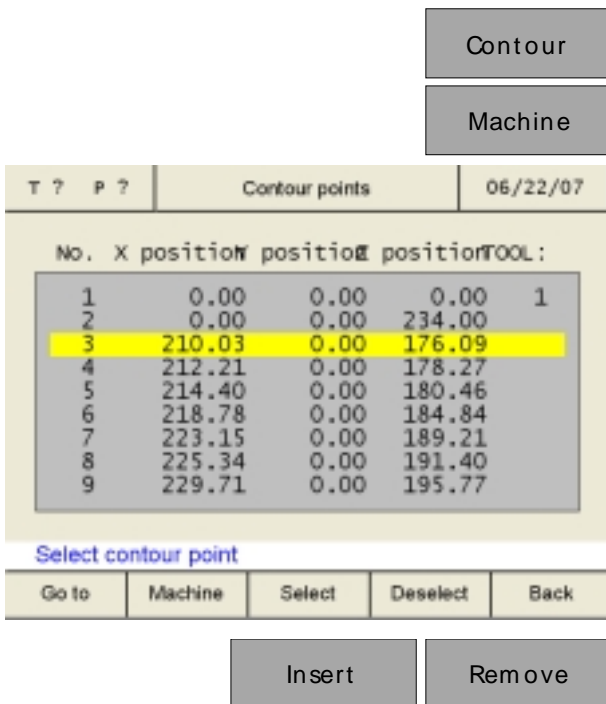 Contour
Machine
T ? P ? Contour points 06/22/07
No. X position Y position Z position TOOL:
1 0.00 0.00 0.00 1
2 0.00 0.00 234.00
3 210.03 0.00 176.09
4 212.21 0.00 178.27
5 214.40 0.00 180.46
6 218.78 0.00 184.84
7 223.15 0.00 189.21
8 225.34 0.00 191.40
9 229.71 0.00 195.77
Select contour point
Go to Machine Select Deselect Back
Insert Remove